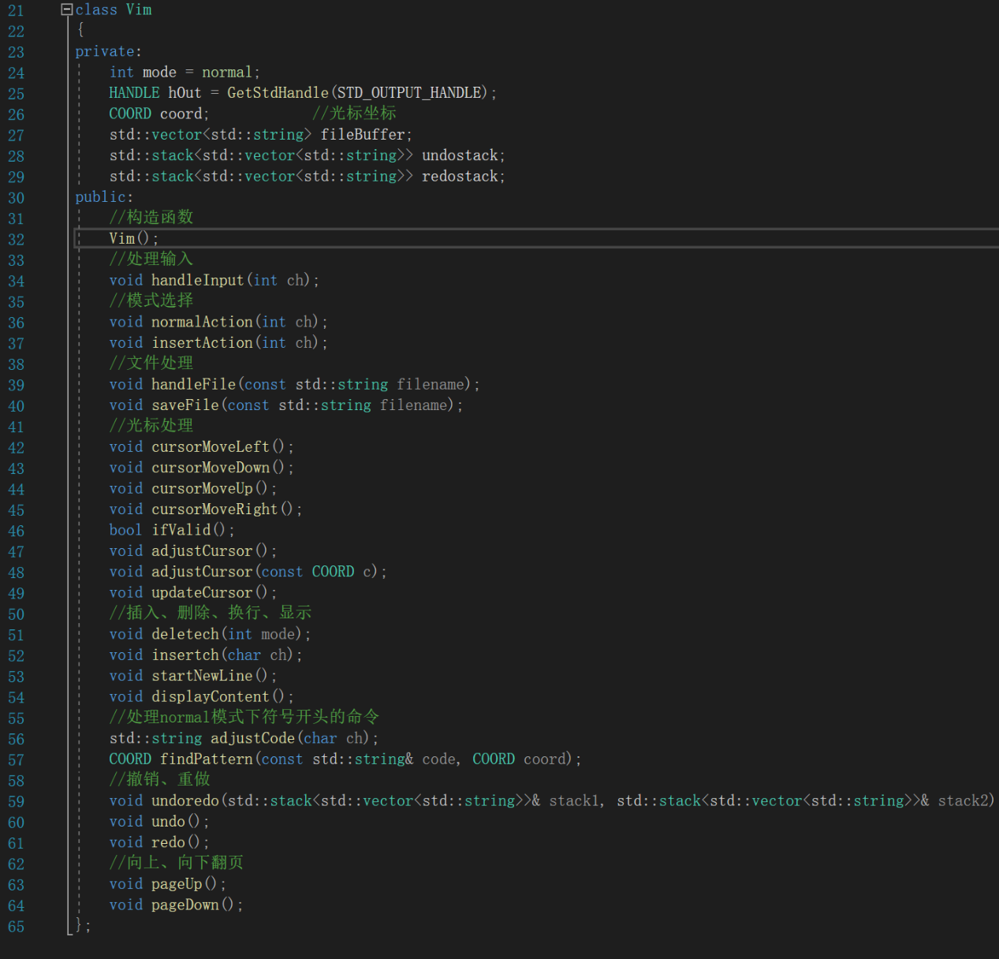 21 class Vim
22 {
23 private:
24 int mode = normal;
25 HANDLE hOut = GetStdHandle(STD_OUTPUT_HANDLE);
26 COORD coord; //光标坐标
27 std::vector<std::string> fileBuffer;
28 std::stack<std::vector<std::string>> undostack;
29 std::stack<std::vector<std::string>> redostack;
30 public:
31 //构造函数
32 Vim();
33 //处理输入
34 void handleInput(int ch);
35 //模式选择
36 void normalAction(int ch);
37 void insertAction(int ch);
38 //文件处理
39 void handleFile(const std::string filename);
40 void saveFile(const std::string filename);
41 //光标处理
42 void cursorMoveLeft();
43 void cursorMoveDown();
44 void cursorMoveUp();
45 void cursorMoveRight();
46 bool ifValid();
47 void adjustCursor();
48 void adjustCursor(const COORD c);
49 void updateCursor();
50 //插入、删除、换行、显示
51 void deletech(int mode);
52 void insertch(char ch);
53 void startNewLine();
54 void displayContent();
55 //处理normal模式下符号开头的命令
56 std::string adjustCode(char ch);
57 COORD findPattern(const std::string& code, COORD coord);
58 //撤销、重做
59 void undoredo(std::stack<std::vector<std::string>>& stack1, std::stack<std::vector<std::string>>& stack2)
60 void undo();
61 void redo();
62 //向上、向下翻页
63 void pageUp();
64 void pageDown();
65 };